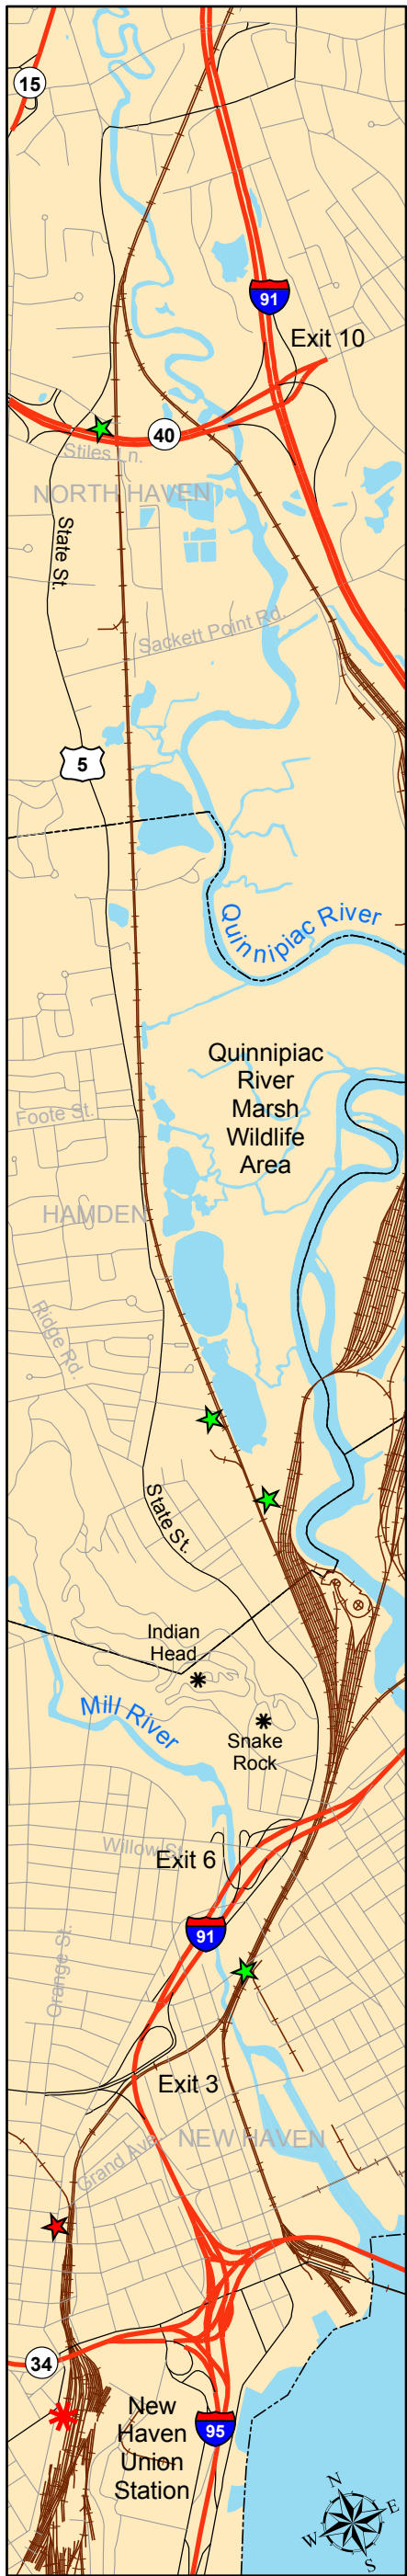 15
91
Exit 10
40
Stiles Ln.
NORTH HAVEN
State St.
Sackett Point Rd.
5
Quinnipiac River
Quinnipiac
River
Marsh
Wildlife
Area
Foote St.
HAMDEN
Ridge Rd.
State St.
Indian
Head
Mill River
Snake
Rock
Willow St.
Exit 6
91
Orange St.
Exit 3
Grand Ave.
NEW HAVEN
34
New
Haven
Union
Station
95
N
E
W
S